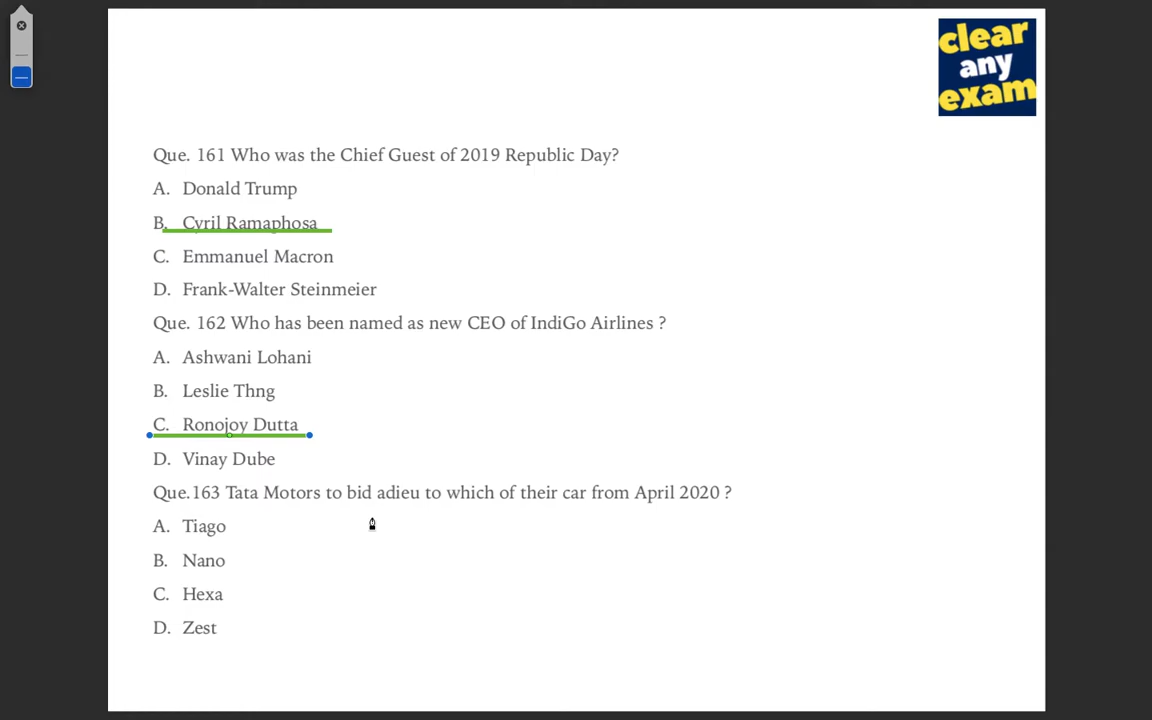 clear
any
exam
Que. 161 Who was the Chief Guest of 2019 Republic Day?
A. Donald Trump
B. Cyril Ramaphosa
C. Emmanuel Macron
D. Frank-Walter Steinmeier
Que. 162 Who has been named as new CEO of IndiGo Airlines ?
A. Ashwani Lohani
B. Leslie Thng
C. Ronojoy Dutta
D. Vinay Dube
Que.163 Tata Motors to bid adieu to which of their car from April 2020 ?
A. Tiago
B. Nano
C. Hexa
D. Zest